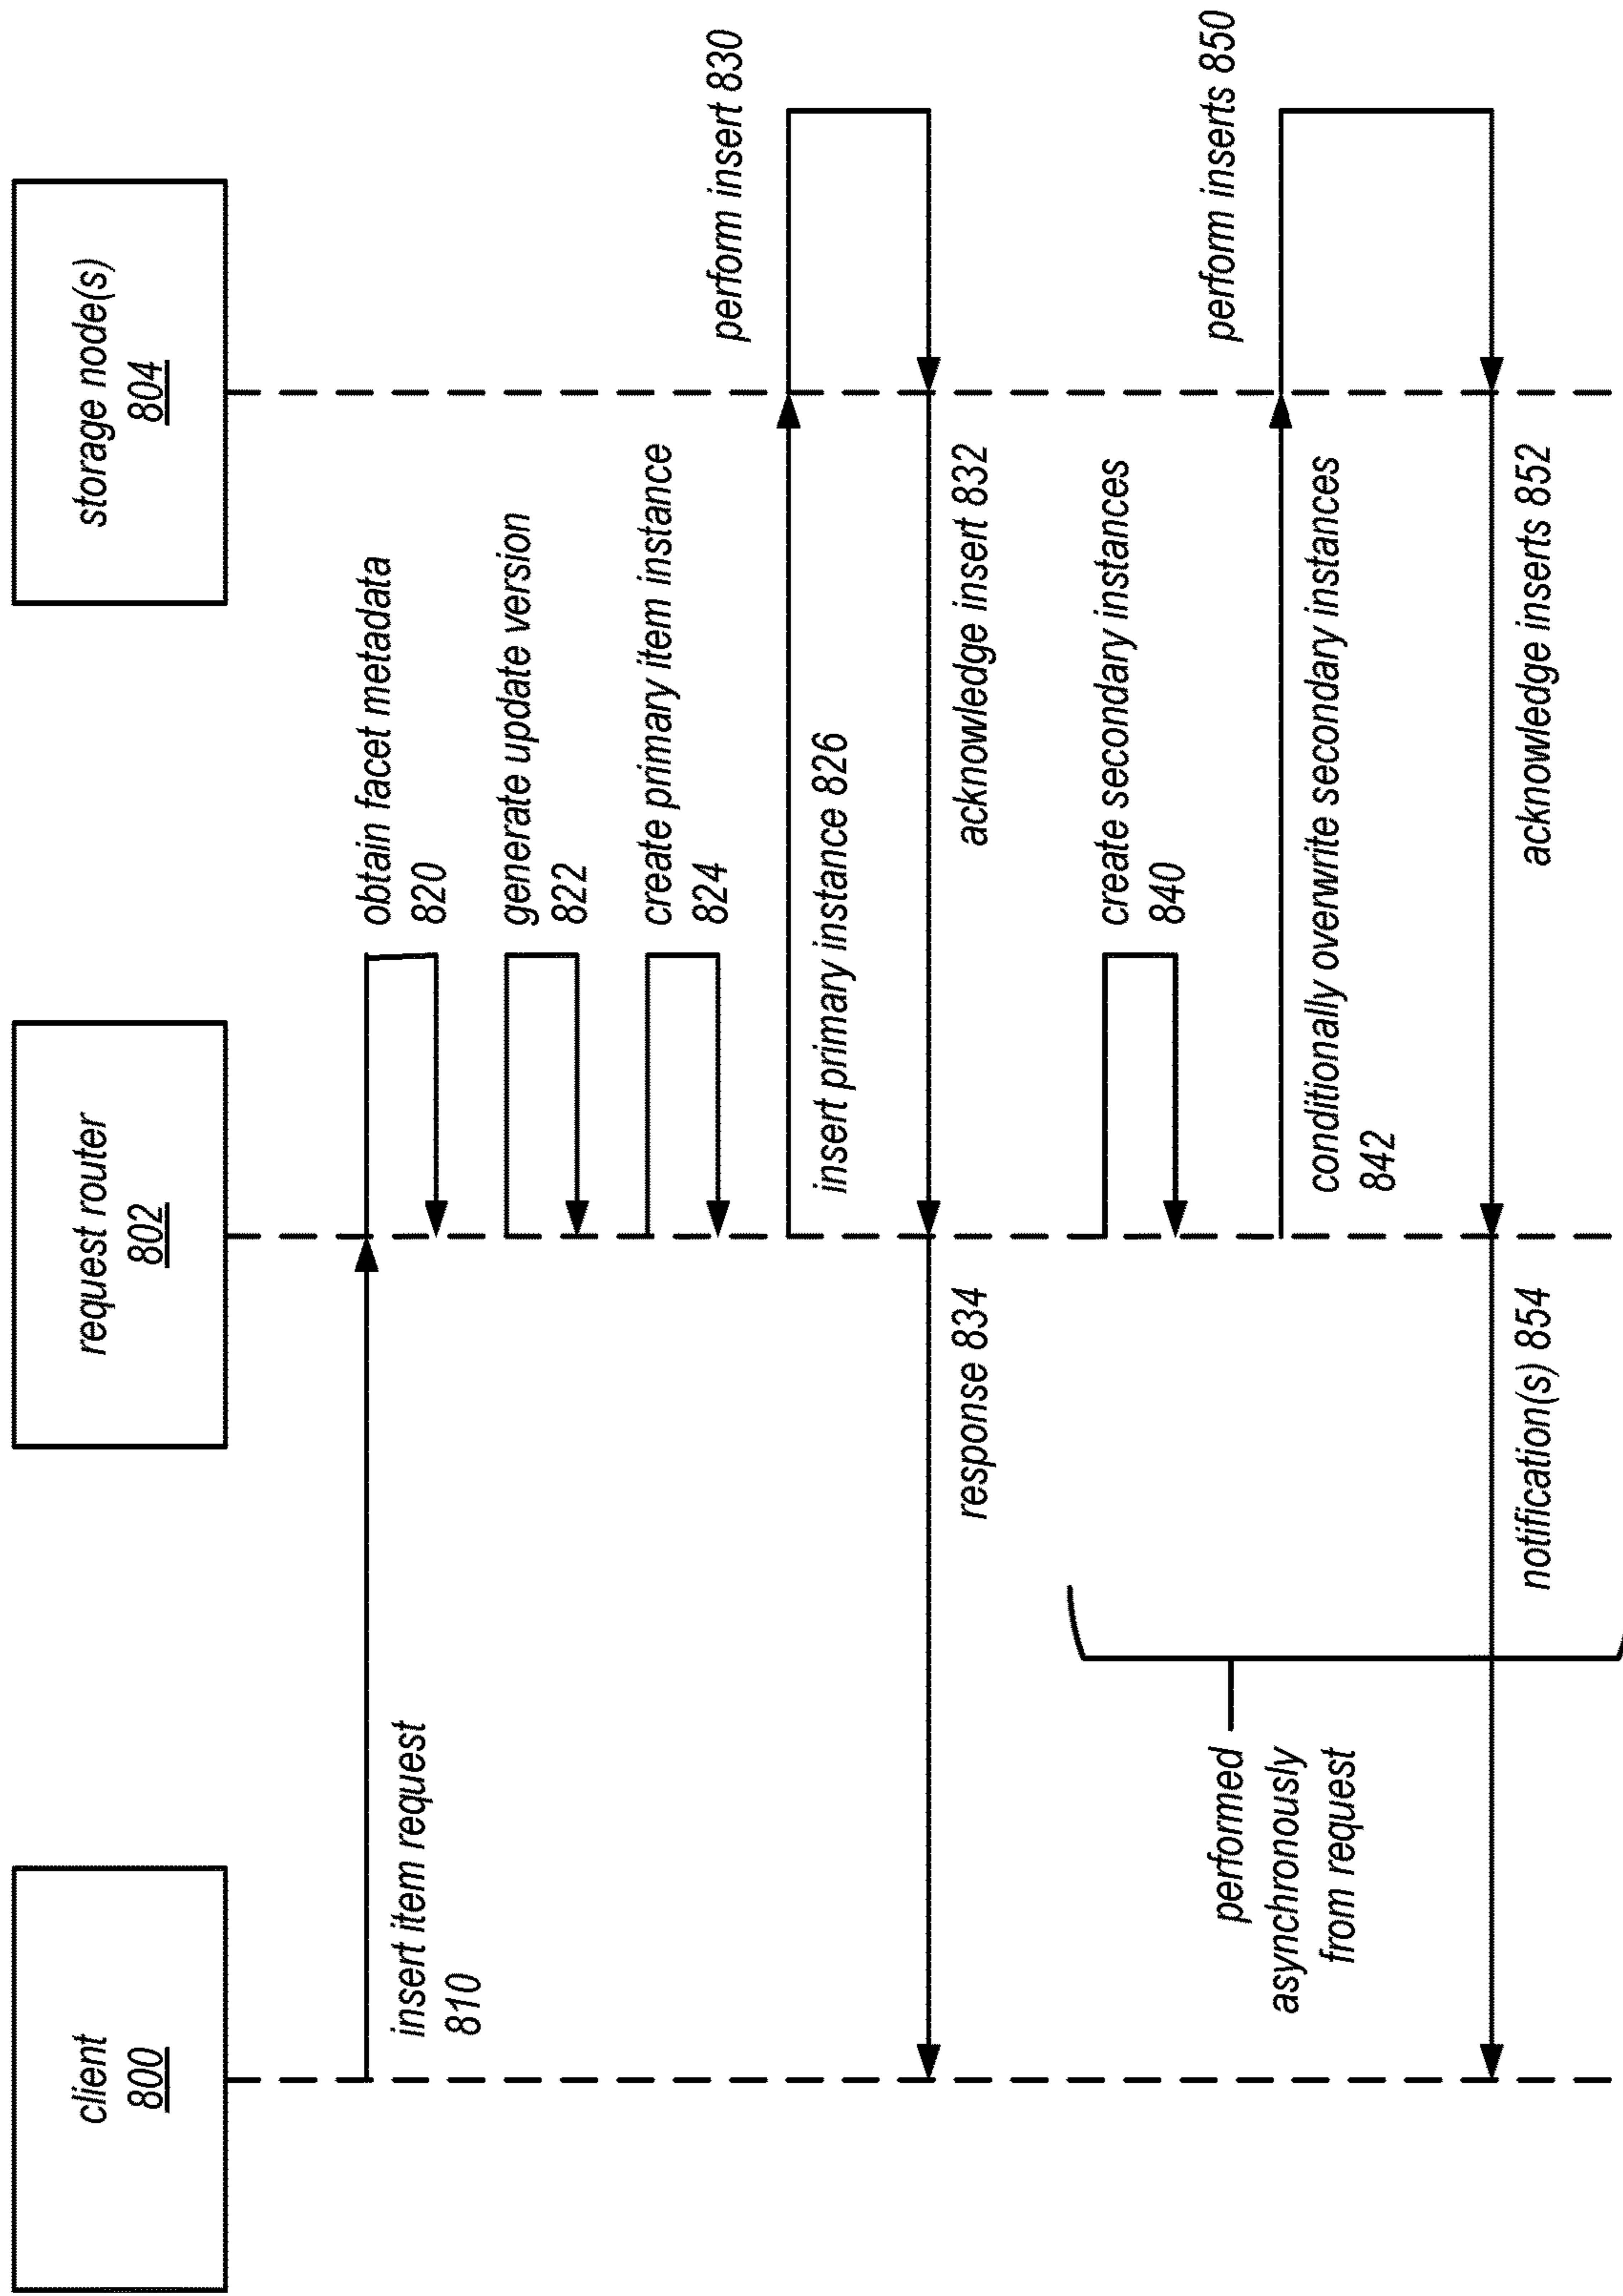 client
800
request router
802
storage node(s)
804
insert item request
810
obtain facet metadata
820
generate update version
822
create primary item instance
824
insert primary instance 826
perform insert 830
acknowledge insert 832
response 834
create secondary instances
840
conditionally overwrite secondary instances
842
perform inserts 850
acknowledge inserts 852
notification(s) 854
performed
asynchronously
from request